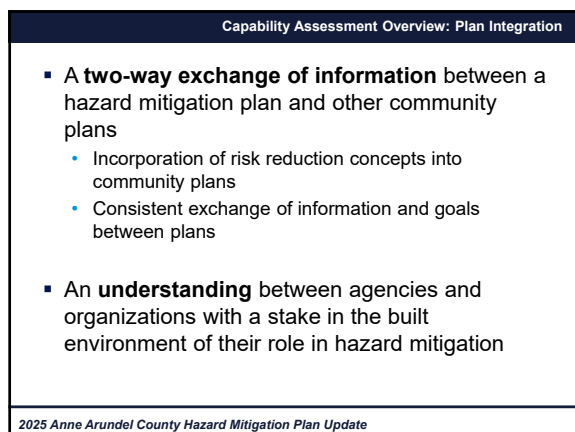 Capability Assessment Overview: Plan Integration
▪ A two-way exchange of information between a
hazard mitigation plan and other community
plans
• Incorporation of risk reduction concepts into
community plans
• Consistent exchange of information and goals
between plans
▪ An understanding between agencies and
organizations with a stake in the built
environment of their role in hazard mitigation
2025 Anne Arundel County Hazard Mitigation Plan Update